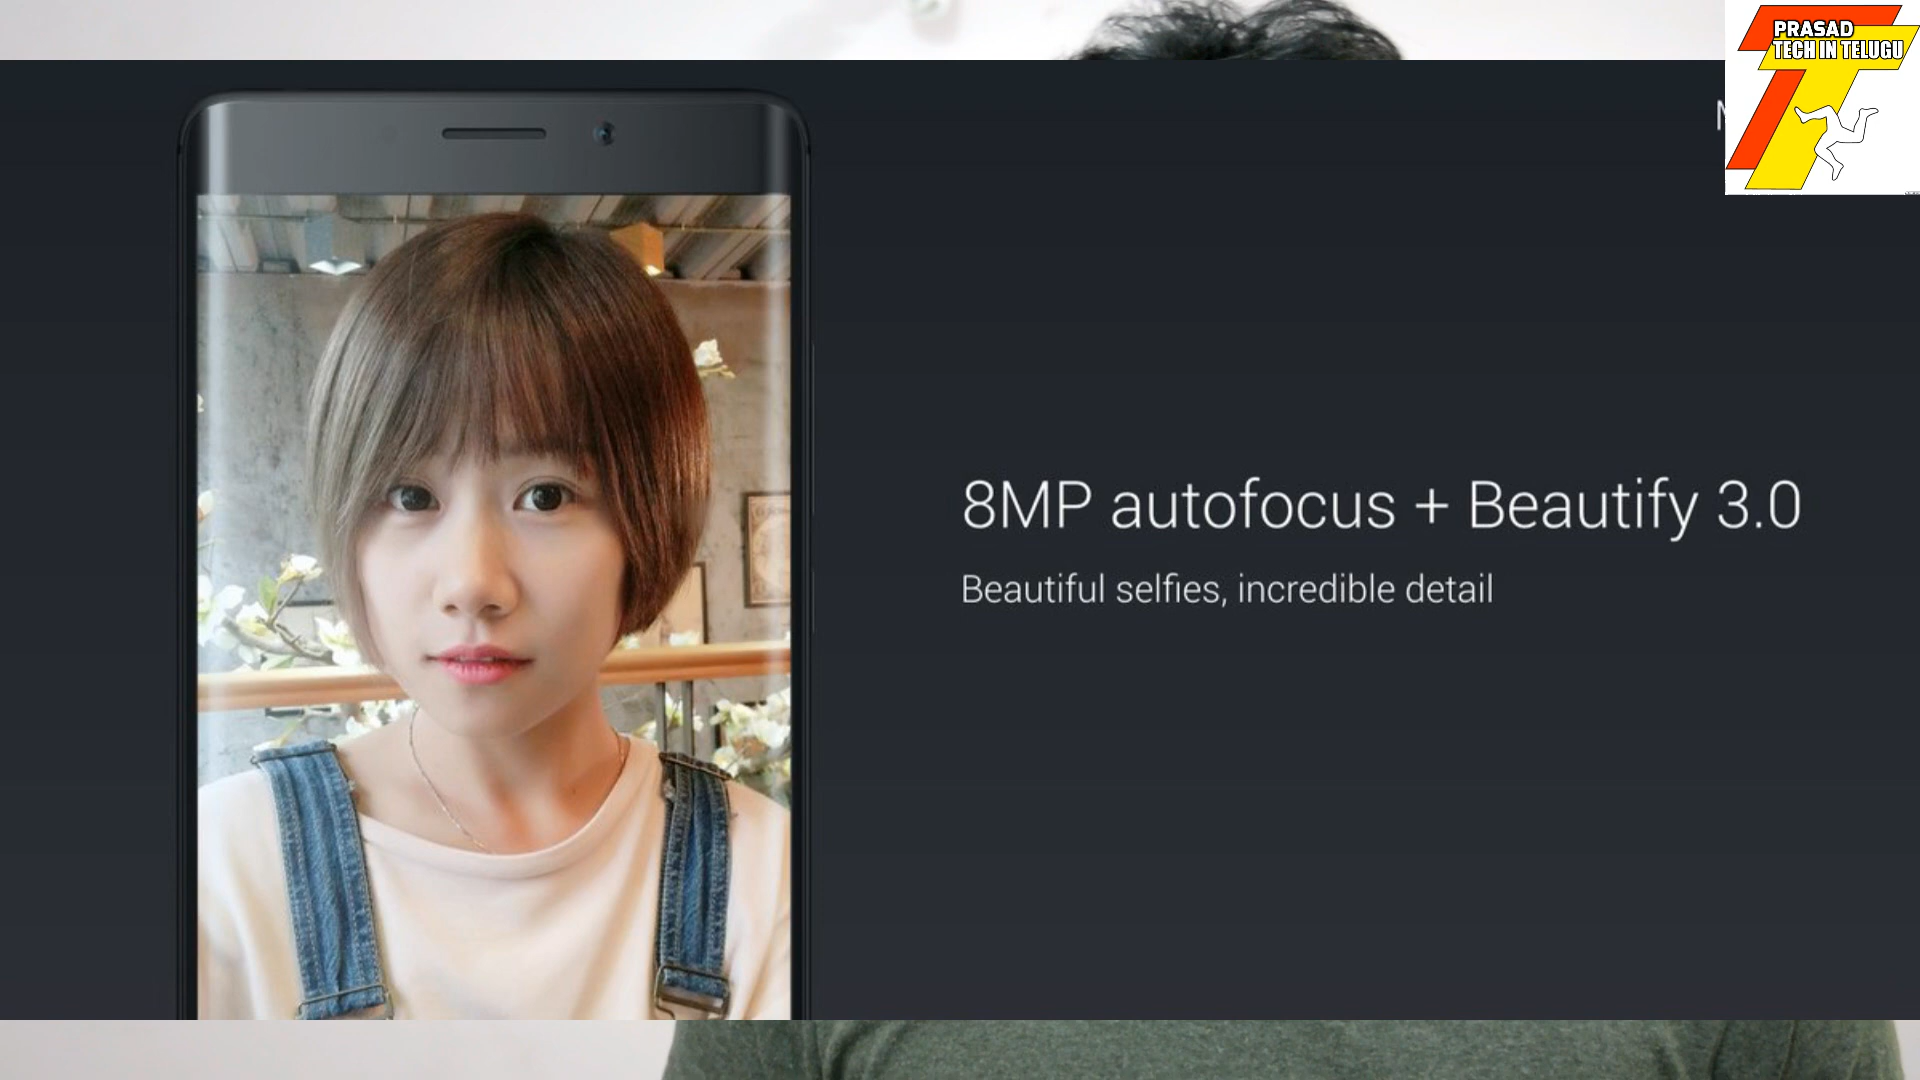 PRASAD
TECH IN TELUGU
8MP autofocus + Beautify 3.0
Beautiful selfies, incredible detail